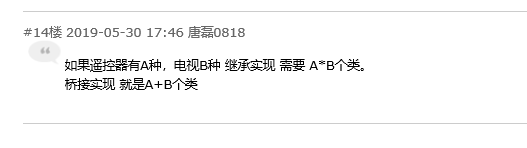 #14楼 2019-05-30 17:46 唐磊0818
如果遥控器有A种，电视B种 继承实现 需要 A*B个类。
桥接实现 就是A+B个类